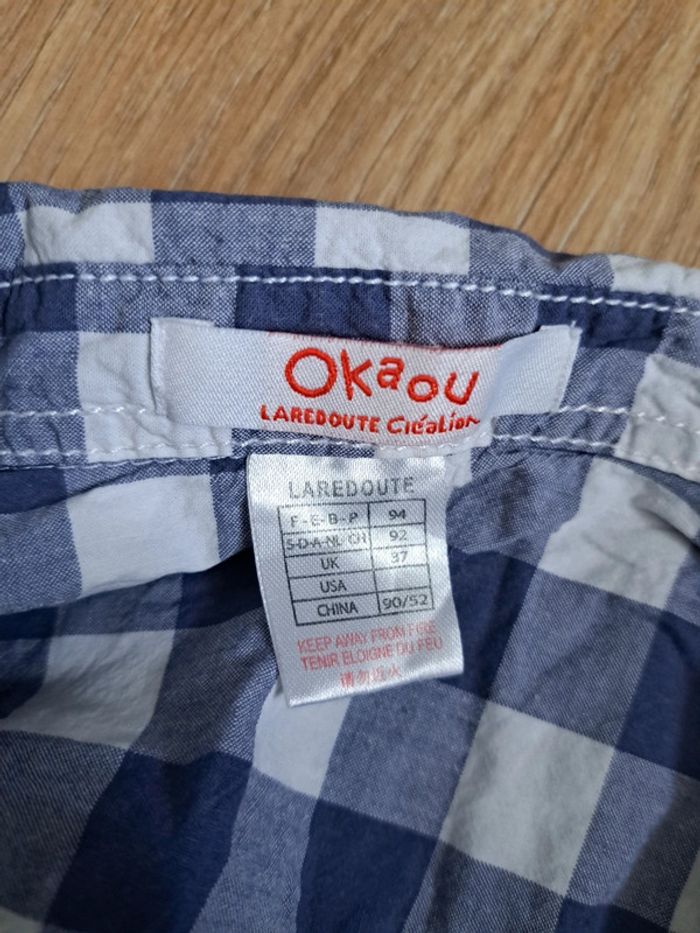 Okaou
LAREDOUTE Création
LAREDOUTE
F-E-B-P 94
S-D-A-NL-CH 92
UK 37
USA
CHINA 90/52
KEEP AWAY FROM FIRE
TENIR ELOIGNE DU FEU
请勿近火